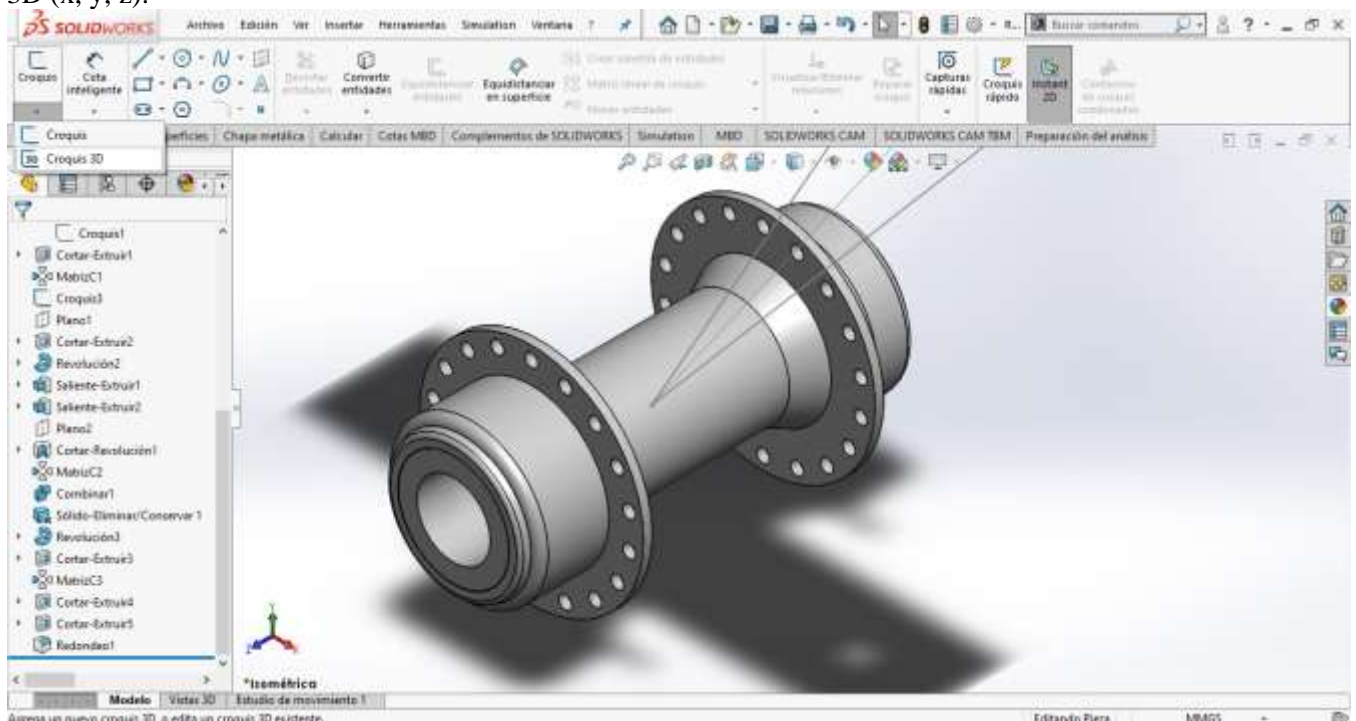 3D (x, y, z).
SOLIDWORKS Archivo Edición Ver Insertar Herramientas Simulation Ventana ? Buscar comandos
Croquis Cota inteligente Convertir entidades Equidistanciar en superficie Capturas rápidas Croquis rápido Instant 2D
Croquis
Croquis 3D
Chapa metálica Calcular Cotas MBD Complementos de SOLIDWORKS Simulation MBD SOLIDWORKS CAM SOLIDWORKS CAM TBM Preparación del análisis
Croquis1
Cortar-Extruir1
MatrizC1
Croquis3
Plano1
Cortar-Extruir2
Revolución2
Saliente-Extruir1
Saliente-Extruir2
Plano2
Cortar-Revolución1
MatrizC2
Combinar1
Sólido-Eliminar/Conservar 1
Revolución3
Cortar-Extruir3
MatrizC3
Cortar-Extruir4
Cortar-Extruir5
Redondeo1
*Isométrica
Modelo Vistas 3D Estudio de movimiento 1
Agrega un nuevo croquis 3D, o edita un croquis 3D existente. Editando Pieza MMGS